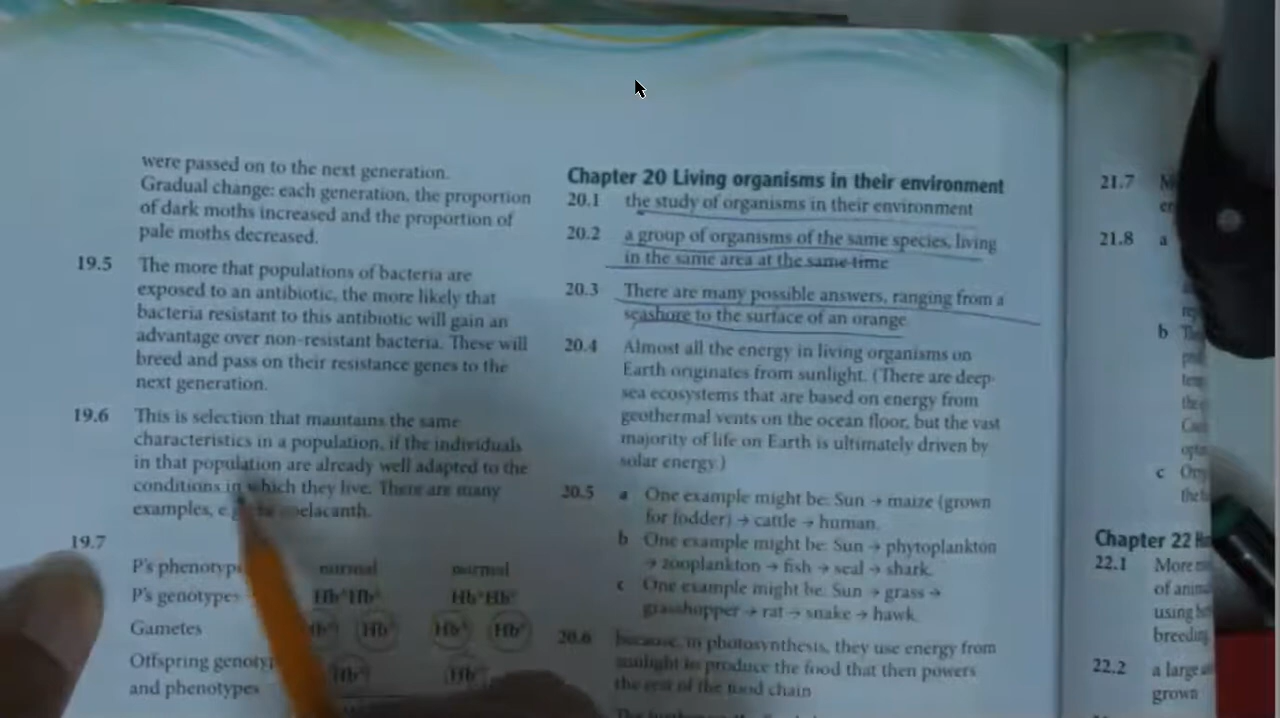 were passed on to the next generation.
Gradual change: each generation, the proportion
of dark moths increased and the proportion of
pale moths decreased.
19.5 The more that populations of bacteria are
exposed to an antibiotic, the more likely that
bacteria resistant to this antibiotic will gain an
advantage over non-resistant bacteria. These will
breed and pass on their resistance genes to the
next generation.
19.6 This is selection that maintains the same
characteristics in a population, if the individuals
in that population are already well adapted to the
conditions in which they live. There are many
examples, elacanth.
19.7
P's phenotyp normal normal
P's genotypes
Gametes
Offspring genotyp
and phenotypes
Chapter 20 Living organisms in their environment
20.1 the study of organisms in their environment
20.2 a group of organisms of the same species, living
in the same area at the same time
20.3 There are many possible answers, ranging from a
seashore to the surface of an orange
20.4 Almost all the energy in living organisms on
Earth originates from sunlight. (There are deep-
sea ecosystems that are based on energy from
geothermal vents on the ocean floor, but the vast
majority of life on Earth is ultimately driven by
solar energy.)
20.5 a One example might be: Sun → maize (grown
for fodder) → cattle → human.
b One example might be: Sun → phytoplankton
→ zooplankton → fish → seal → shark.
c One example might be: Sun → grass →
grasshopper → rat → snake → hawk.
20.6 because, in photosynthesis, they use energy from
sunlight to produce the food that then powers
the rest of the food chain
21.7
21.8 a
b
c
Chapter 22
22.1 More
of anim
using
breeding
22.2 a large
grown